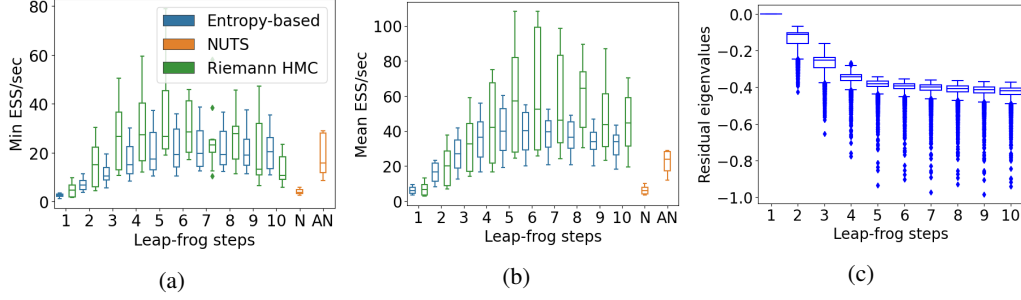 Min ESS/sec
80
60
40
20
0
Entropy-based
NUTS
Riemann HMC
1 2 3 4 5 6 7 8 9 10 N AN
Leap-frog steps
(a)
Mean ESS/sec
100
80
60
40
20
0
1 2 3 4 5 6 7 8 9 10 N AN
Leap-frog steps
(b)
Residual eigenvalues
0.0
−0.2
−0.4
−0.6
−0.8
−1.0
1 2 3 4 5 6 7 8 9 10
Leap-frog steps
(c)